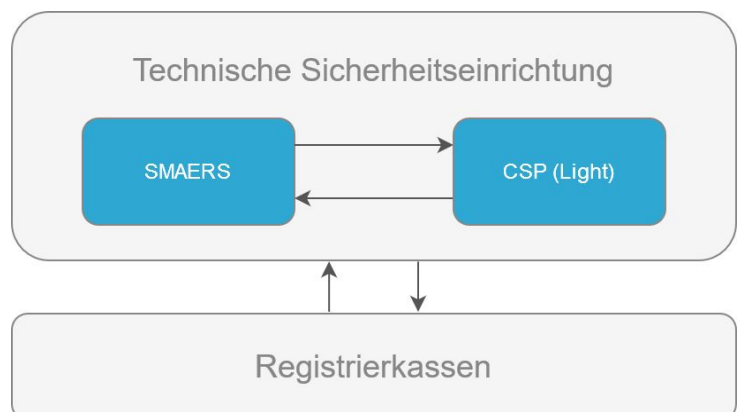 Technische Sicherheitseinrichtung
SMAERS
CSP (Light)
Registrierkassen